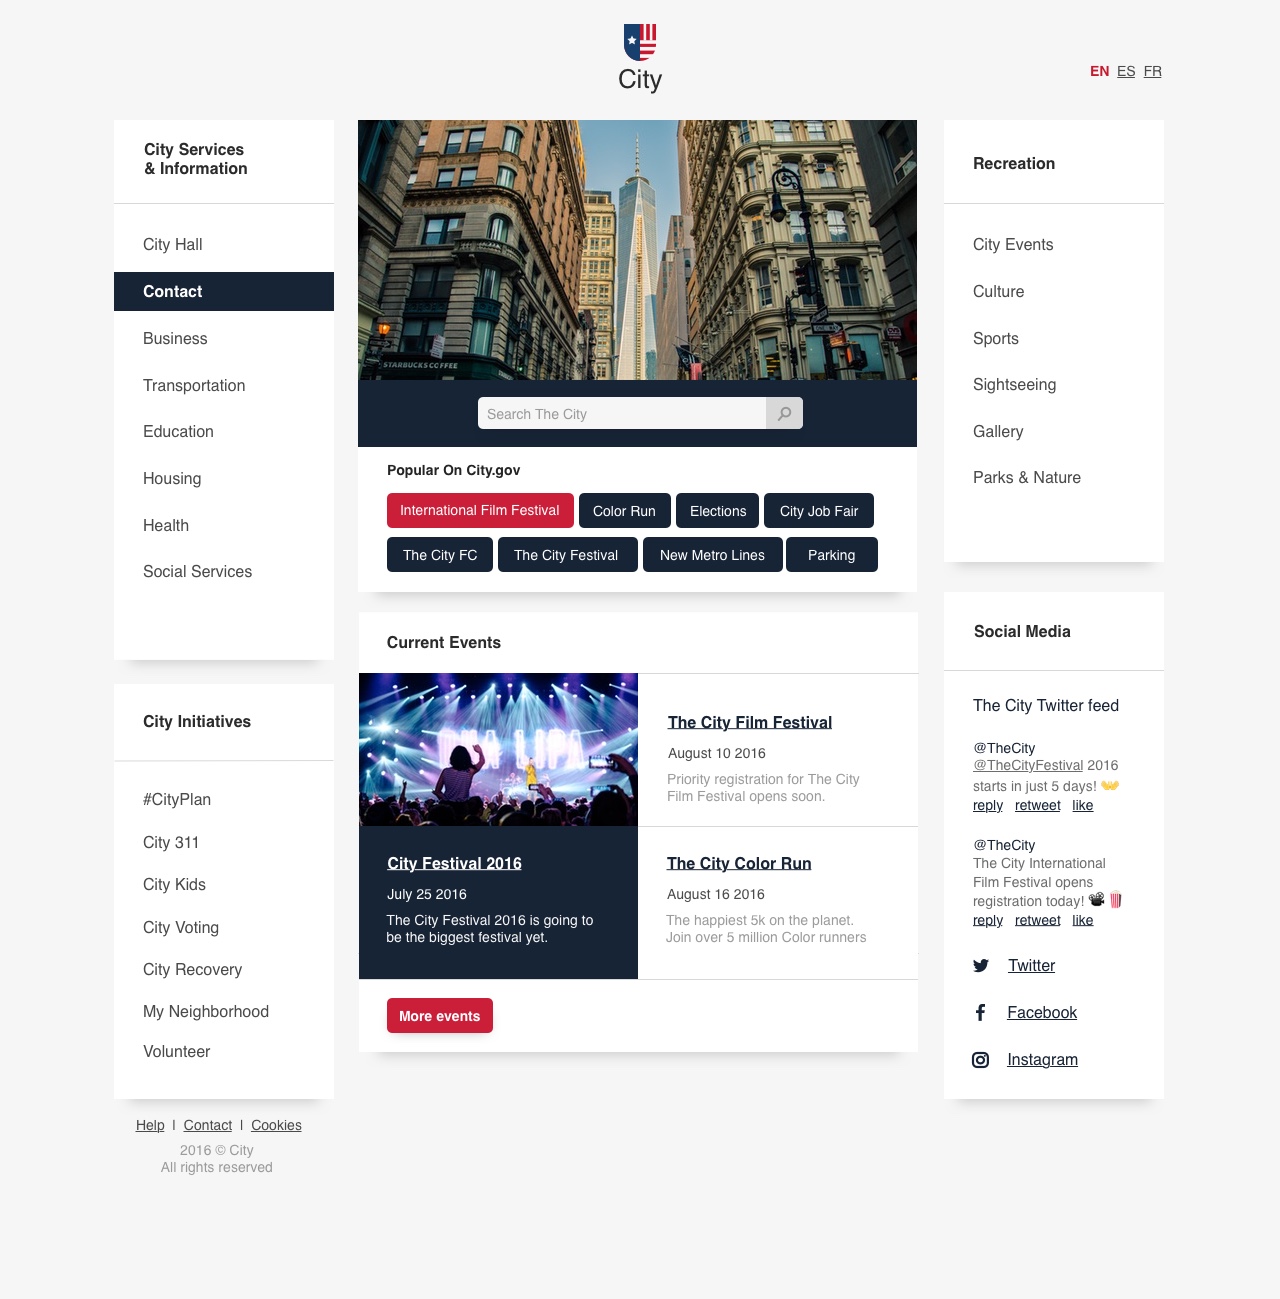 City
EN ES FR
City Services
& Information
City Hall
Contact
Business
Transportation
Education
Housing
Health
Social Services
City Initiatives
#CityPlan
City 311
City Kids
City Voting
City Recovery
My Neighborhood
Volunteer
Help | Contact | Cookies
2016 © City
All rights reserved
STARBUCKS COFFEE
Search The City
Popular On City.gov
International Film Festival
Color Run
Elections
City Job Fair
The City FC
The City Festival
New Metro Lines
Parking
Current Events
DUA LIPA
City Festival 2016
July 25 2016
The City Festival 2016 is going to
be the biggest festival yet.
The City Film Festival
August 10 2016
Priority registration for The City
Film Festival opens soon.
The City Color Run
August 16 2016
The happiest 5k on the planet.
Join over 5 million Color runners
More events
Recreation
City Events
Culture
Sports
Sightseeing
Gallery
Parks & Nature
Social Media
The City Twitter feed
@TheCity
@TheCityFestival 2016
starts in just 5 days! 👐
reply retweet like
@TheCity
The City International
Film Festival opens
registration today! 📽🍿
reply retweet like
Twitter
Facebook
Instagram